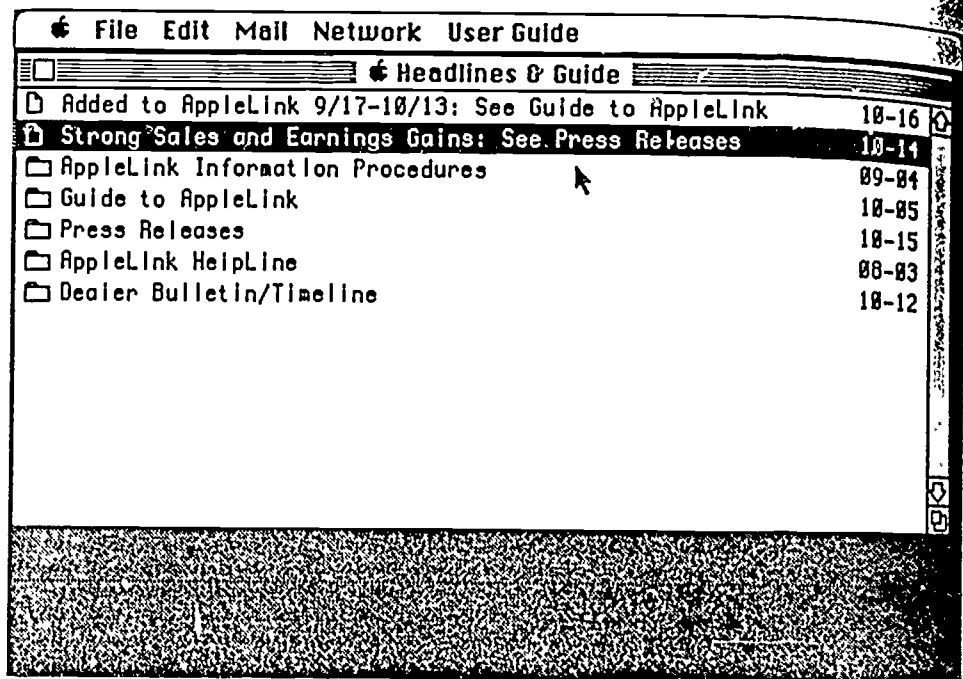 File Edit Mail Network User Guide
Headlines & Guide
Added to AppleLink 9/17-10/13: See Guide to AppleLink 10-16
Strong Sales and Earnings Gains: See Press Releases 10-14
AppleLink Information Procedures 09-04
Guide to AppleLink 10-05
Press Releases 10-15
AppleLink HelpLine 08-03
Dealer Bulletin/Timeline 10-12